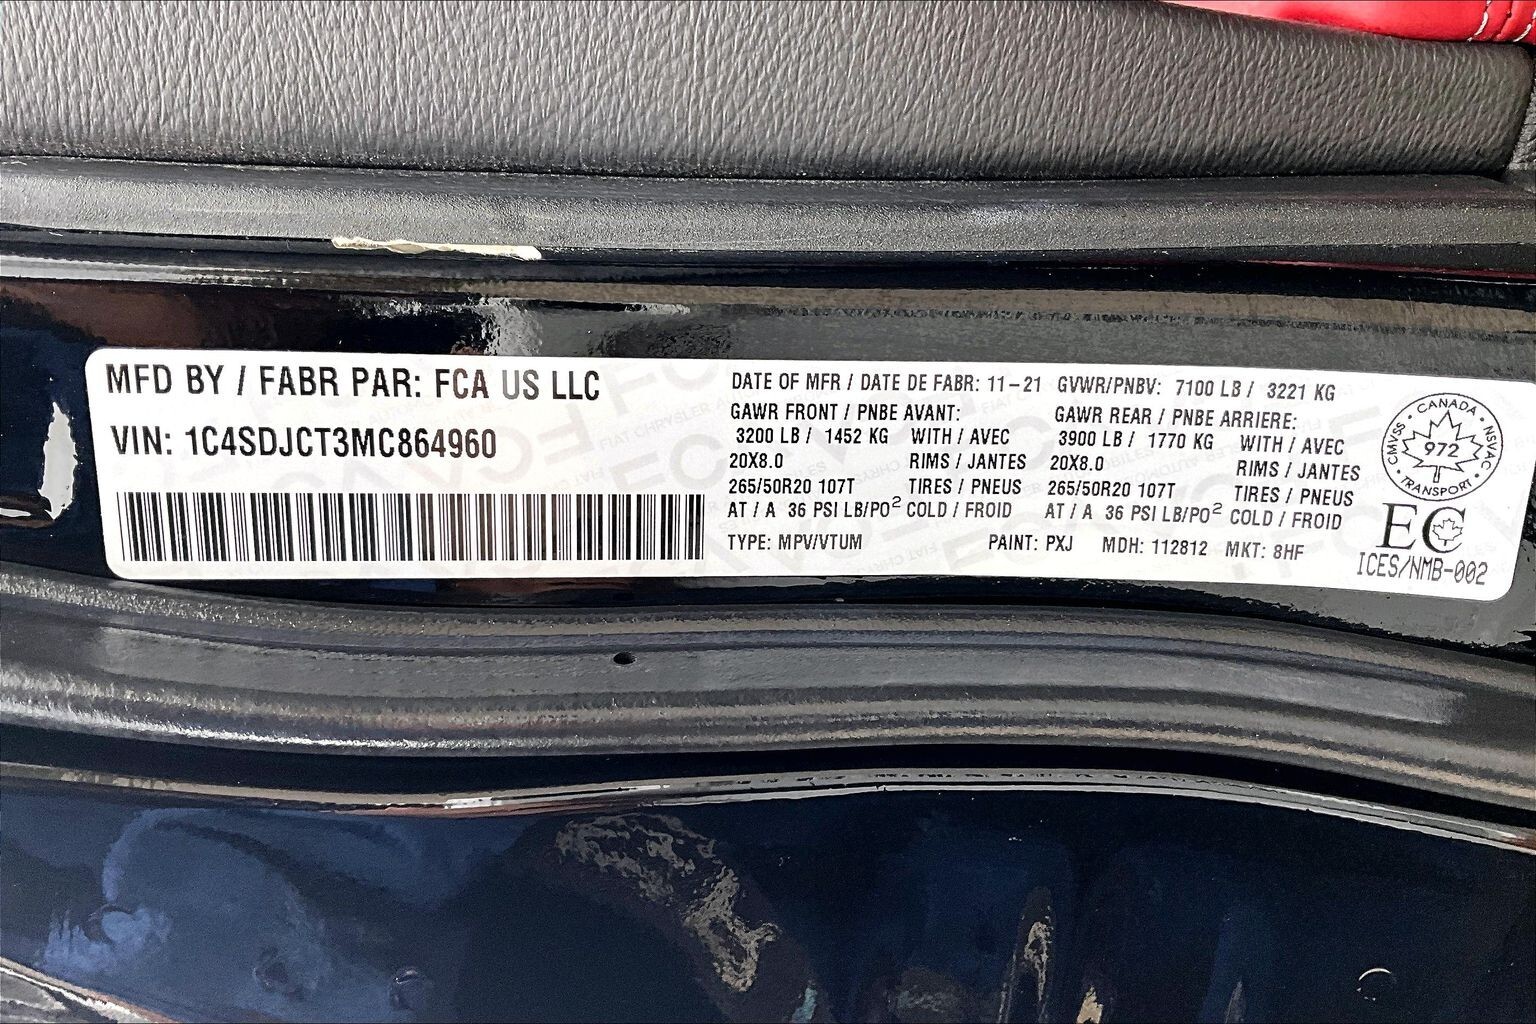 MFD BY / FABR PAR: FCA US LLC
VIN: 1C4SDJCT3MC864960
DATE OF MFR / DATE DE FABR: 11-21 GVWR/PNBV: 7100 LB / 3221 KG
GAWR FRONT / PNBE AVANT: GAWR REAR / PNBE ARRIERE:
3200 LB / 1452 KG WITH / AVEC 3900 LB / 1770 KG WITH / AVEC
20X8.0 RIMS / JANTES 20X8.0 RIMS / JANTES
265/50R20 107T TIRES / PNEUS 265/50R20 107T TIRES / PNEUS
AT / A 36 PSI LB/PO² COLD / FROID AT / A 36 PSI LB/PO² COLD / FROID
TYPE: MPV/VTUM PAINT: PXJ MDH: 112812 MKT: 8HF
CANADA
CMVSS 972 NSVAC
TRANSPORT
EC
ICES/NMB-002